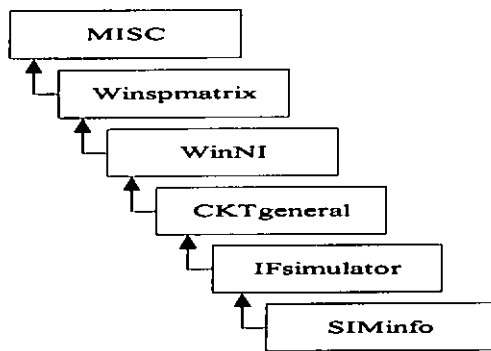 MISC
Winspmatrix
WinNI
CKTgeneral
IFsimulator
SIMinfo